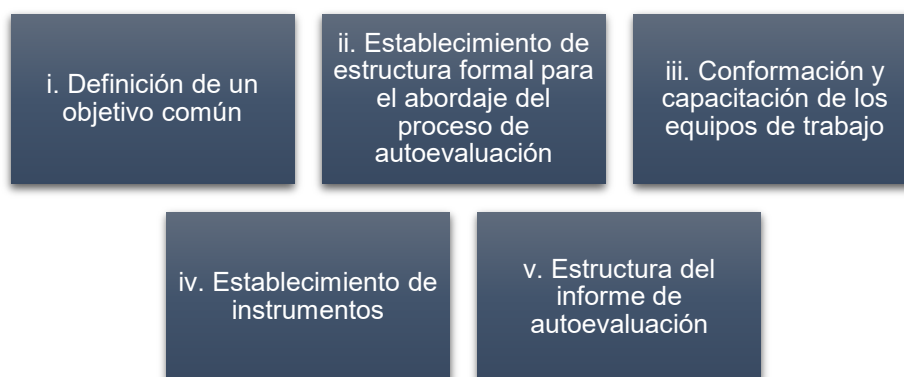 i. Definición de un
objetivo común
ii. Establecimiento de
estructura formal para
el abordaje del
proceso de
autoevaluación
iii. Conformación y
capacitación de los
equipos de trabajo
iv. Establecimiento de
instrumentos
v. Estructura del
informe de
autoevaluación